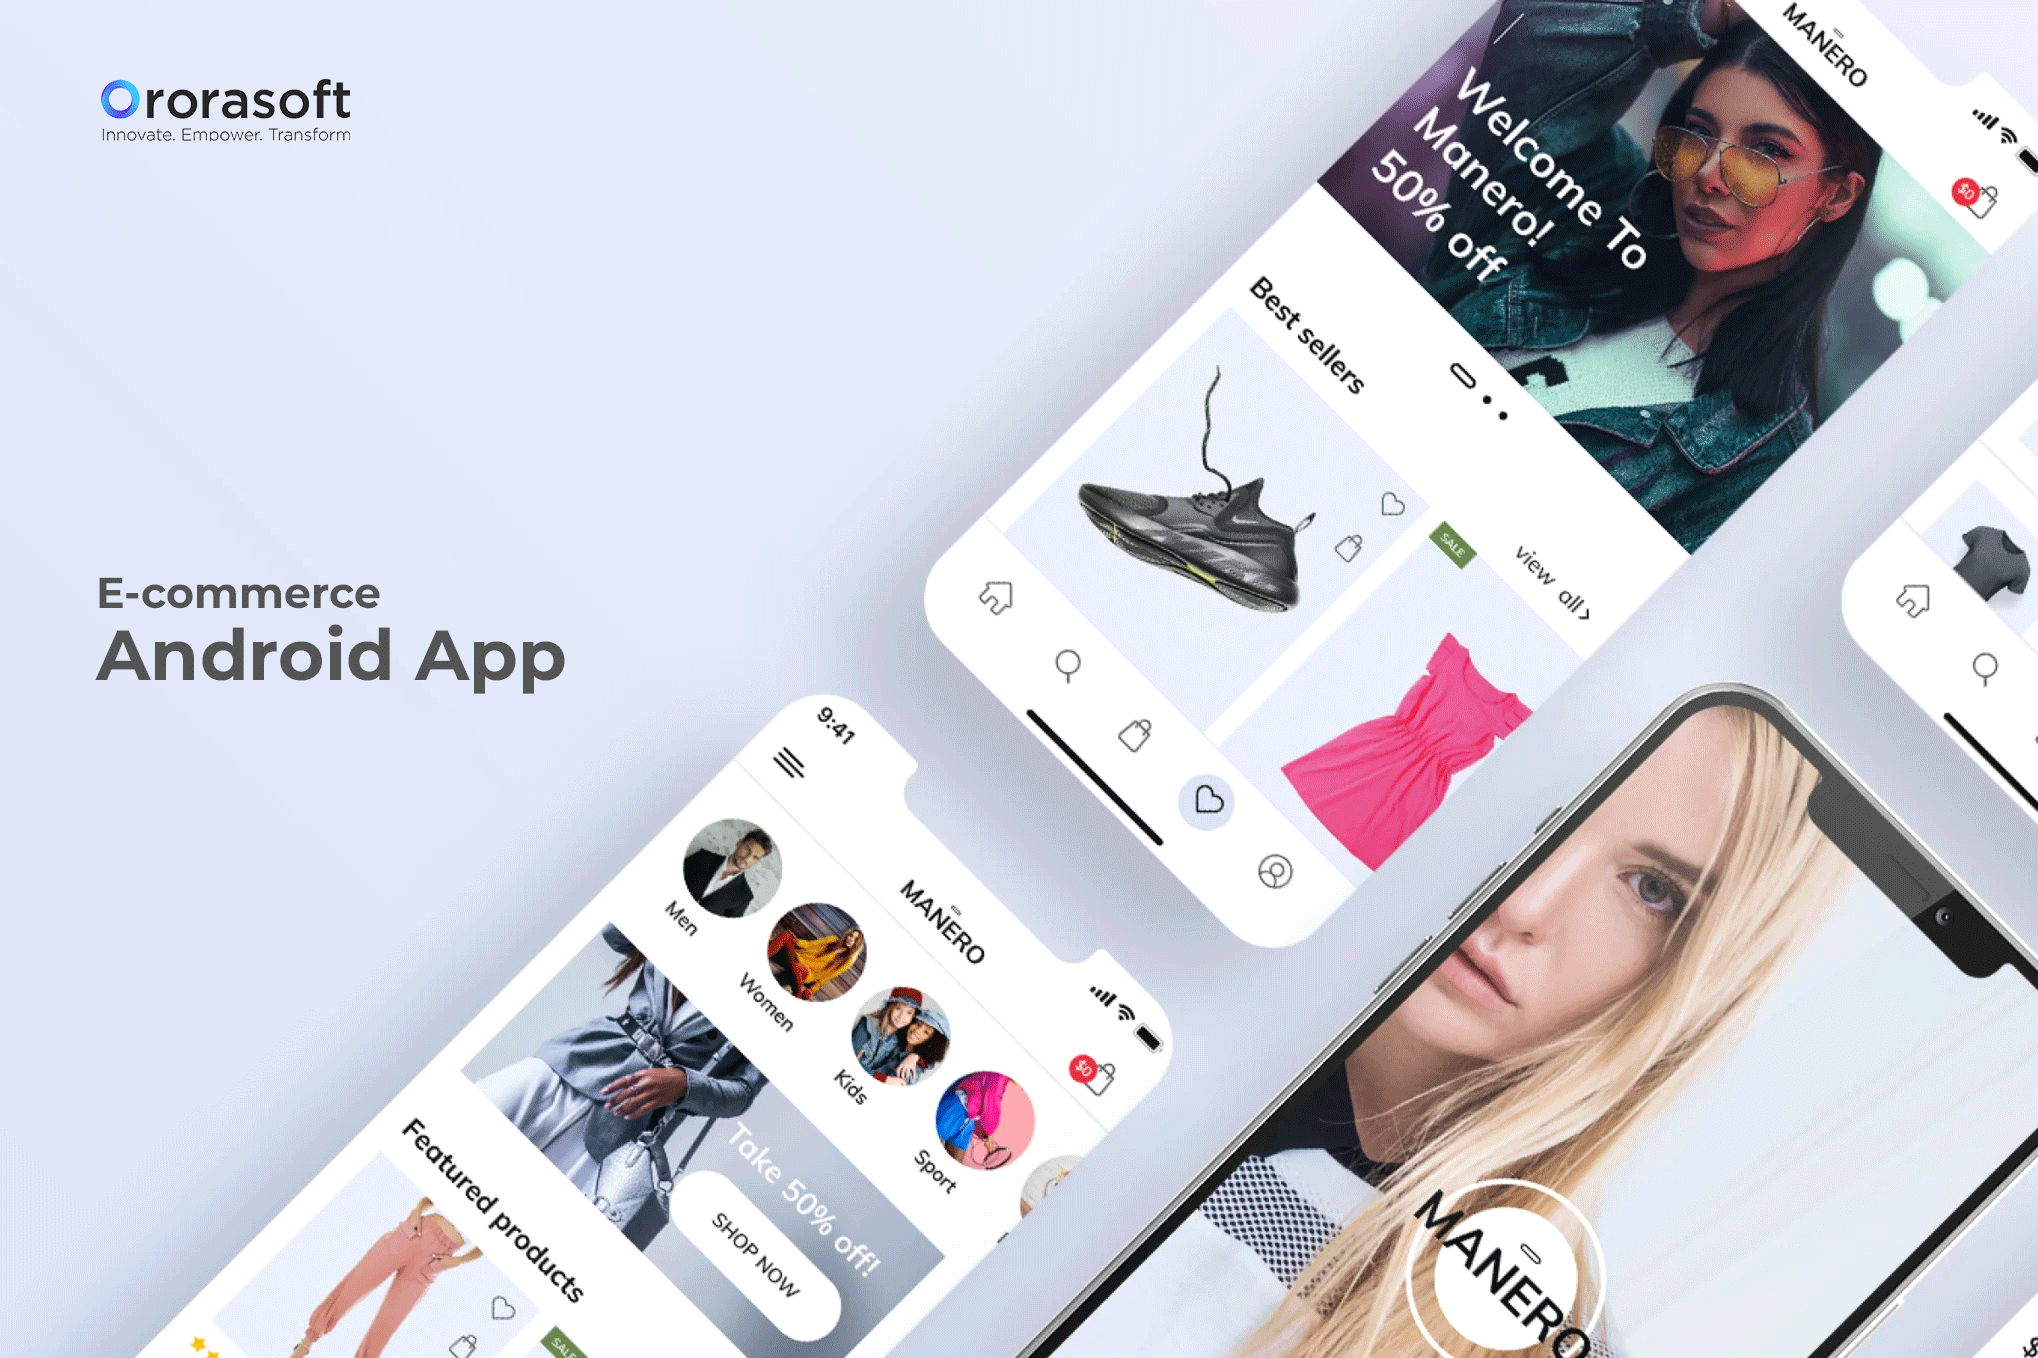 Ororasoft
Innovate. Empower. Transform
E-commerce
Android App
MANERO
$0
Welcome To
Manero!
50% off
Best sellers
view all
SALE
9:41
MANERO
$0
Men
Women
Kids
Sport
Take 50% off!
SHOP NOW
Featured products
SALE
MANERO